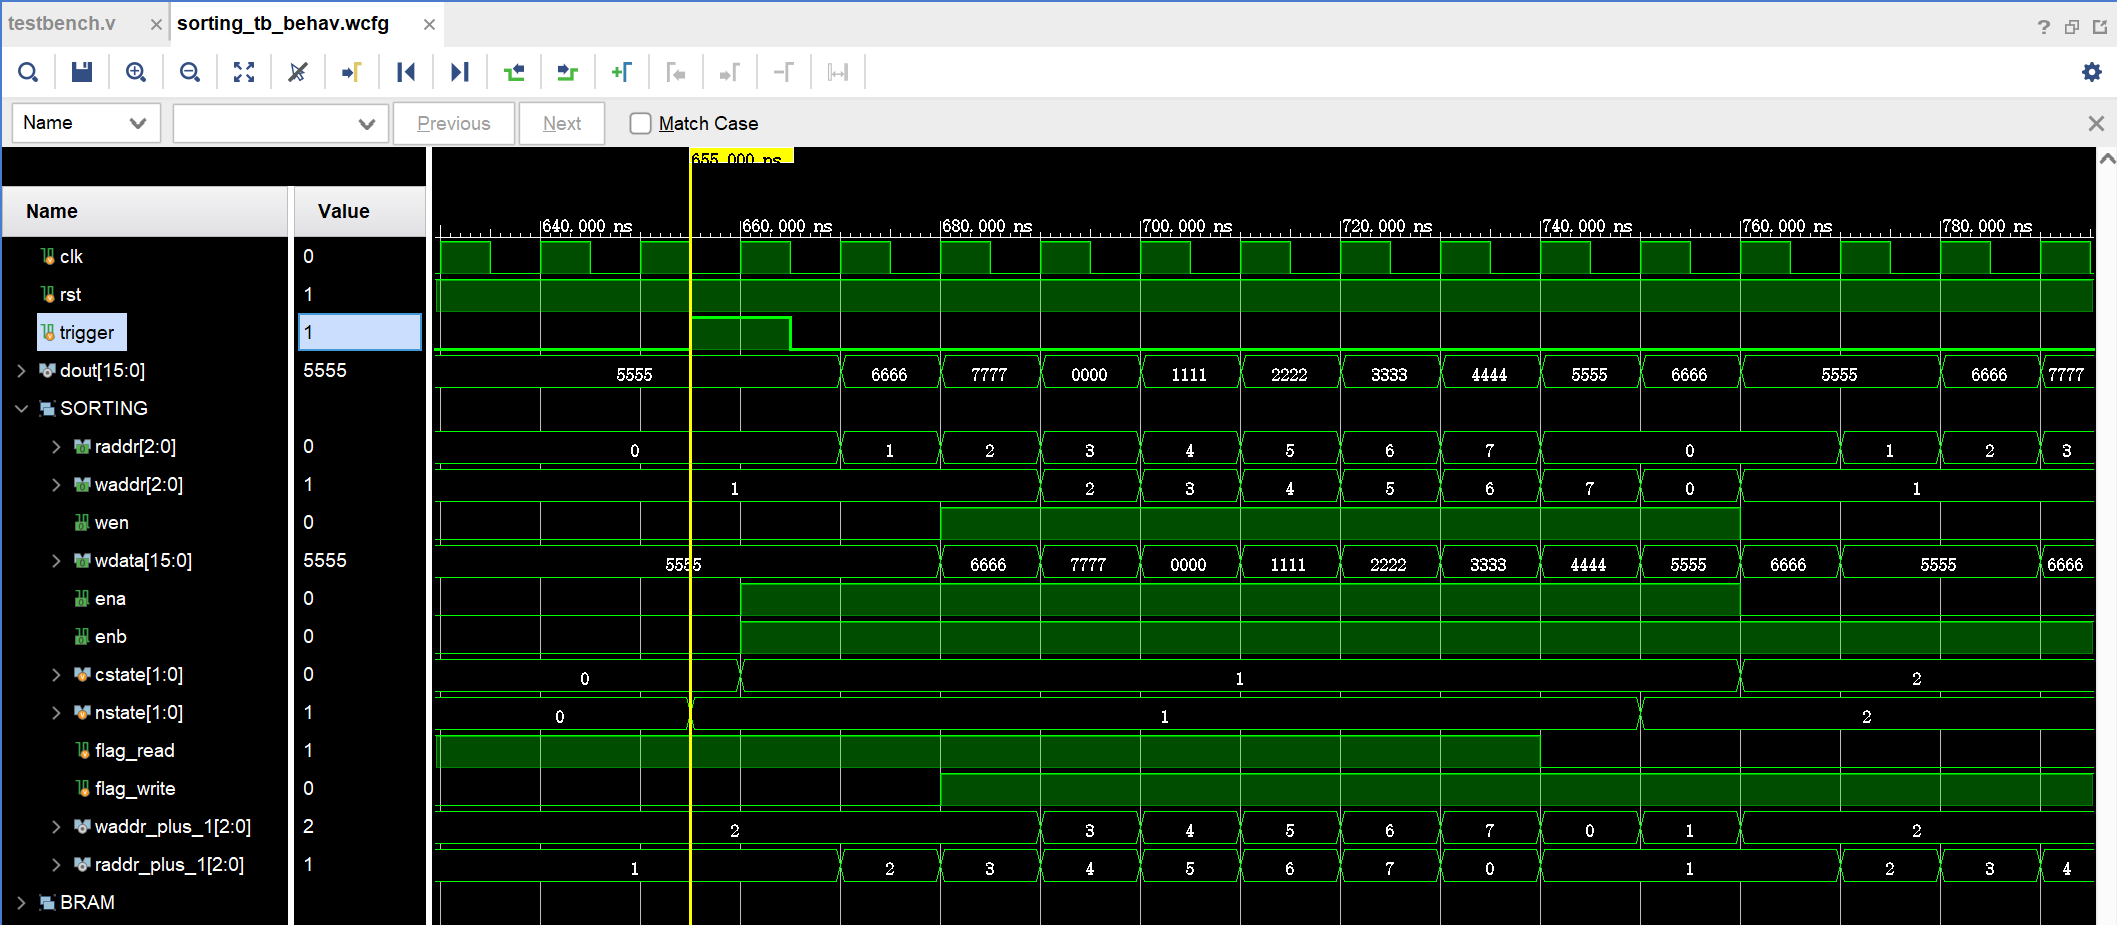 testbench.v × sorting_tb_behav.wcfg ×
Name Previous Next Match Case
655.000 ns
Name Value
640.000 ns 660.000 ns 680.000 ns 700.000 ns 720.000 ns 740.000 ns 760.000 ns 780.000 ns
clk 0
rst 1
trigger 1
dout[15:0] 5555 5555 6666 7777 0000 1111 2222 3333 4444 5555 6666 5555 6666 7777
SORTING
raddr[2:0] 0 0 1 2 3 4 5 6 7 0 1 2 3
waddr[2:0] 1 1 2 3 4 5 6 7 0 1
wen 0
wdata[15:0] 5555 5555 6666 7777 0000 1111 2222 3333 4444 5555 6666 5555 6666
ena 0
enb 0
cstate[1:0] 0 0 1 2
nstate[1:0] 1 0 1 2
flag_read 1
flag_write 0
waddr_plus_1[2:0] 2 2 3 4 5 6 7 0 1 2
raddr_plus_1[2:0] 1 1 2 3 4 5 6 7 0 1 2 3 4
BRAM